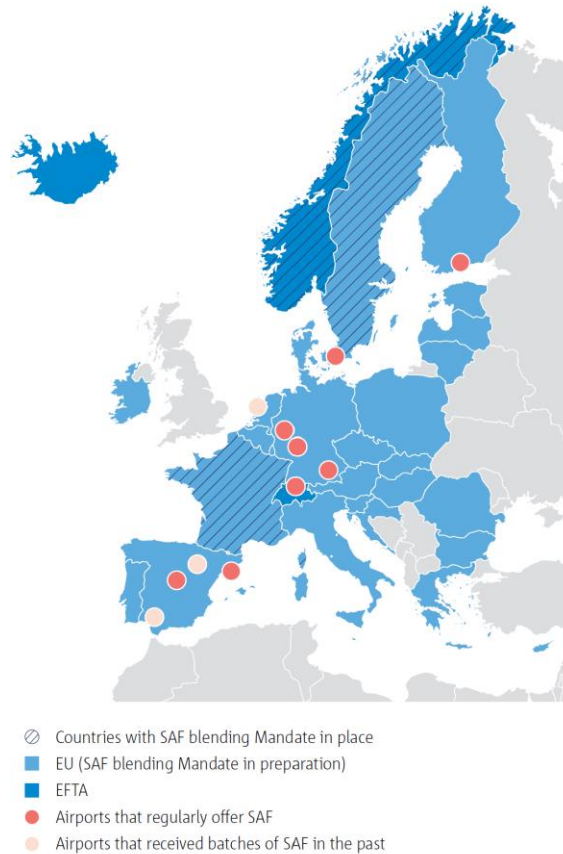 Countries with SAF blending Mandate in place
EU (SAF blending Mandate in preparation)
EFTA
Airports that regularly offer SAF
Airports that received batches of SAF in the past